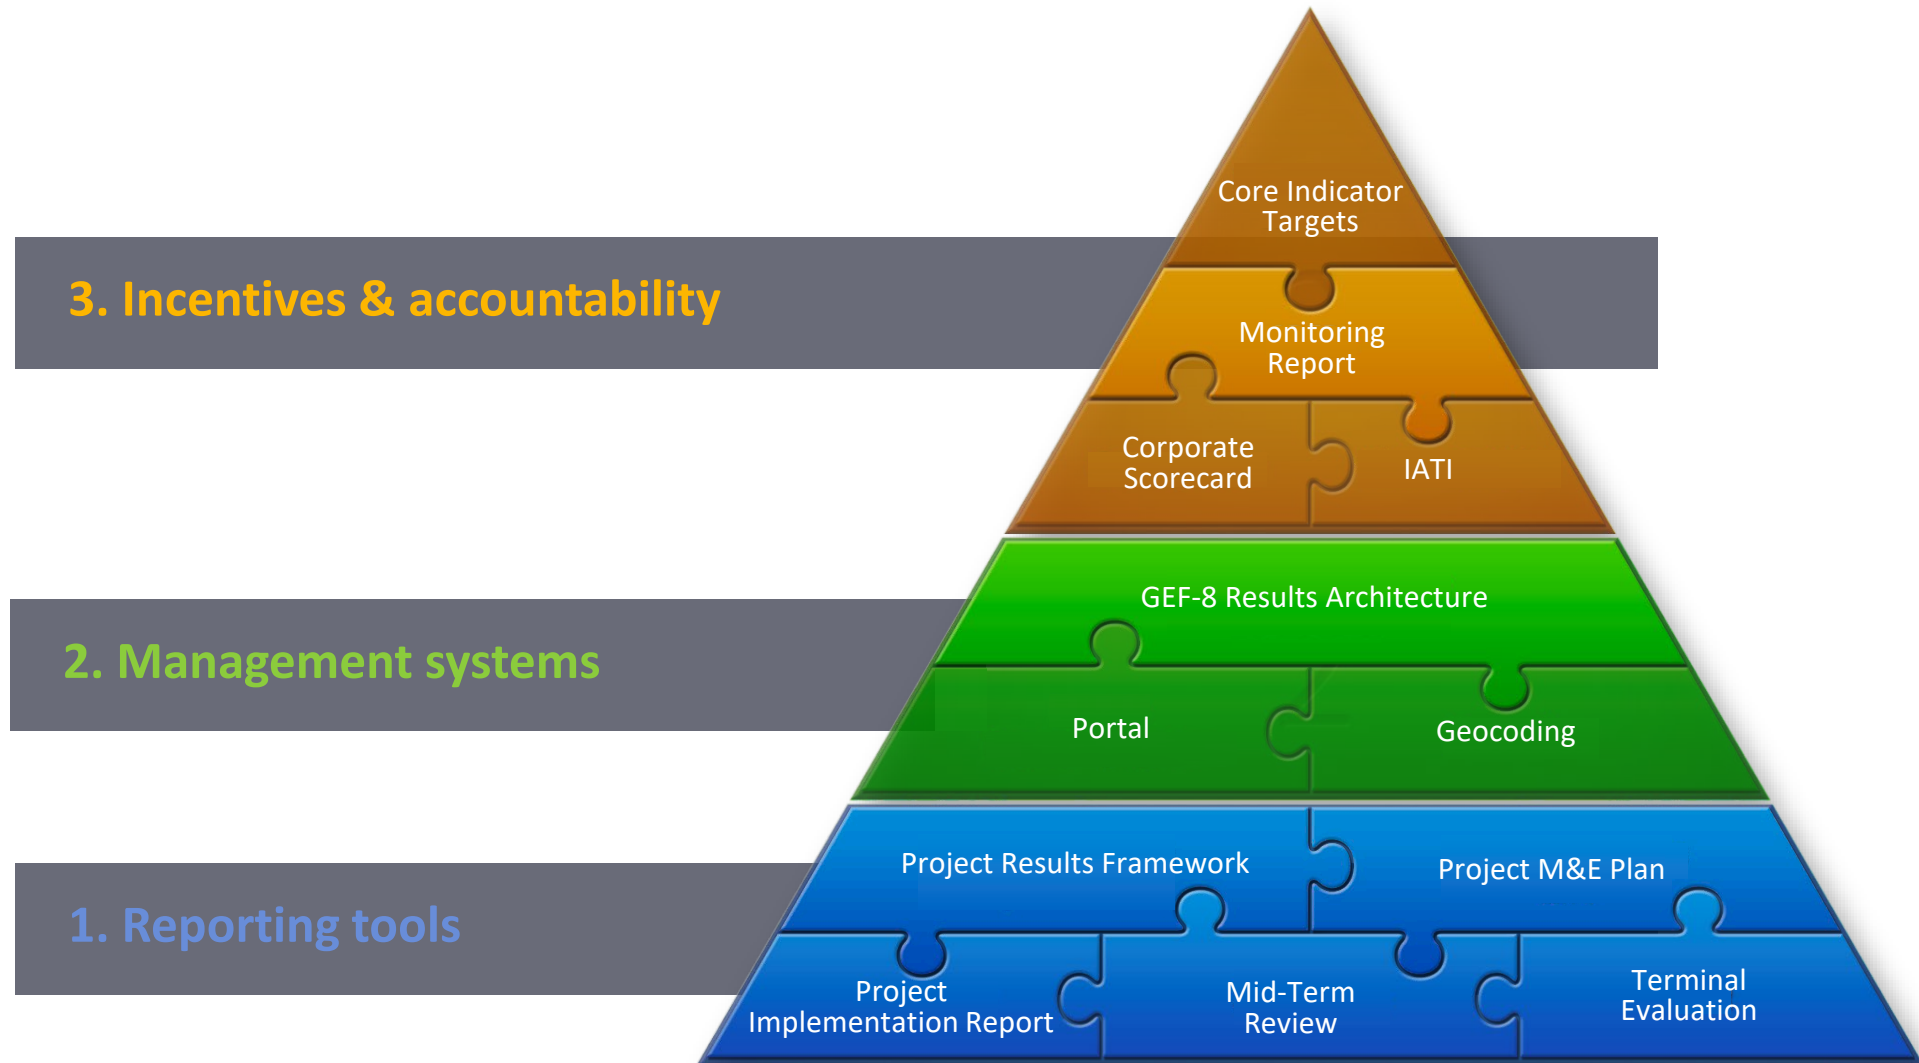 Core Indicator
Targets
3. Incentives & accountability
Monitoring
Report
Corporate
Scorecard
IATI
GEF-8 Results Architecture
2. Management systems
Portal
Geocoding
Project Results Framework
Project M&E Plan
1. Reporting tools
Project
Implementation Report
Mid-Term
Review
Terminal
Evaluation